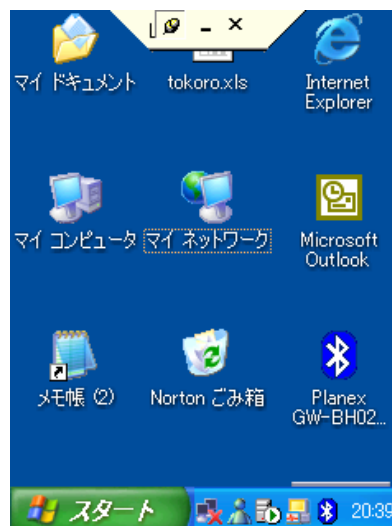 マイ ドキュメント
tokoro.xls
Internet
Explorer
マイ コンピュータ
マイ ネットワーク
Microsoft
Outlook
メモ帳 (2)
Norton ごみ箱
Planex
GW-BH02...
スタート
20:35